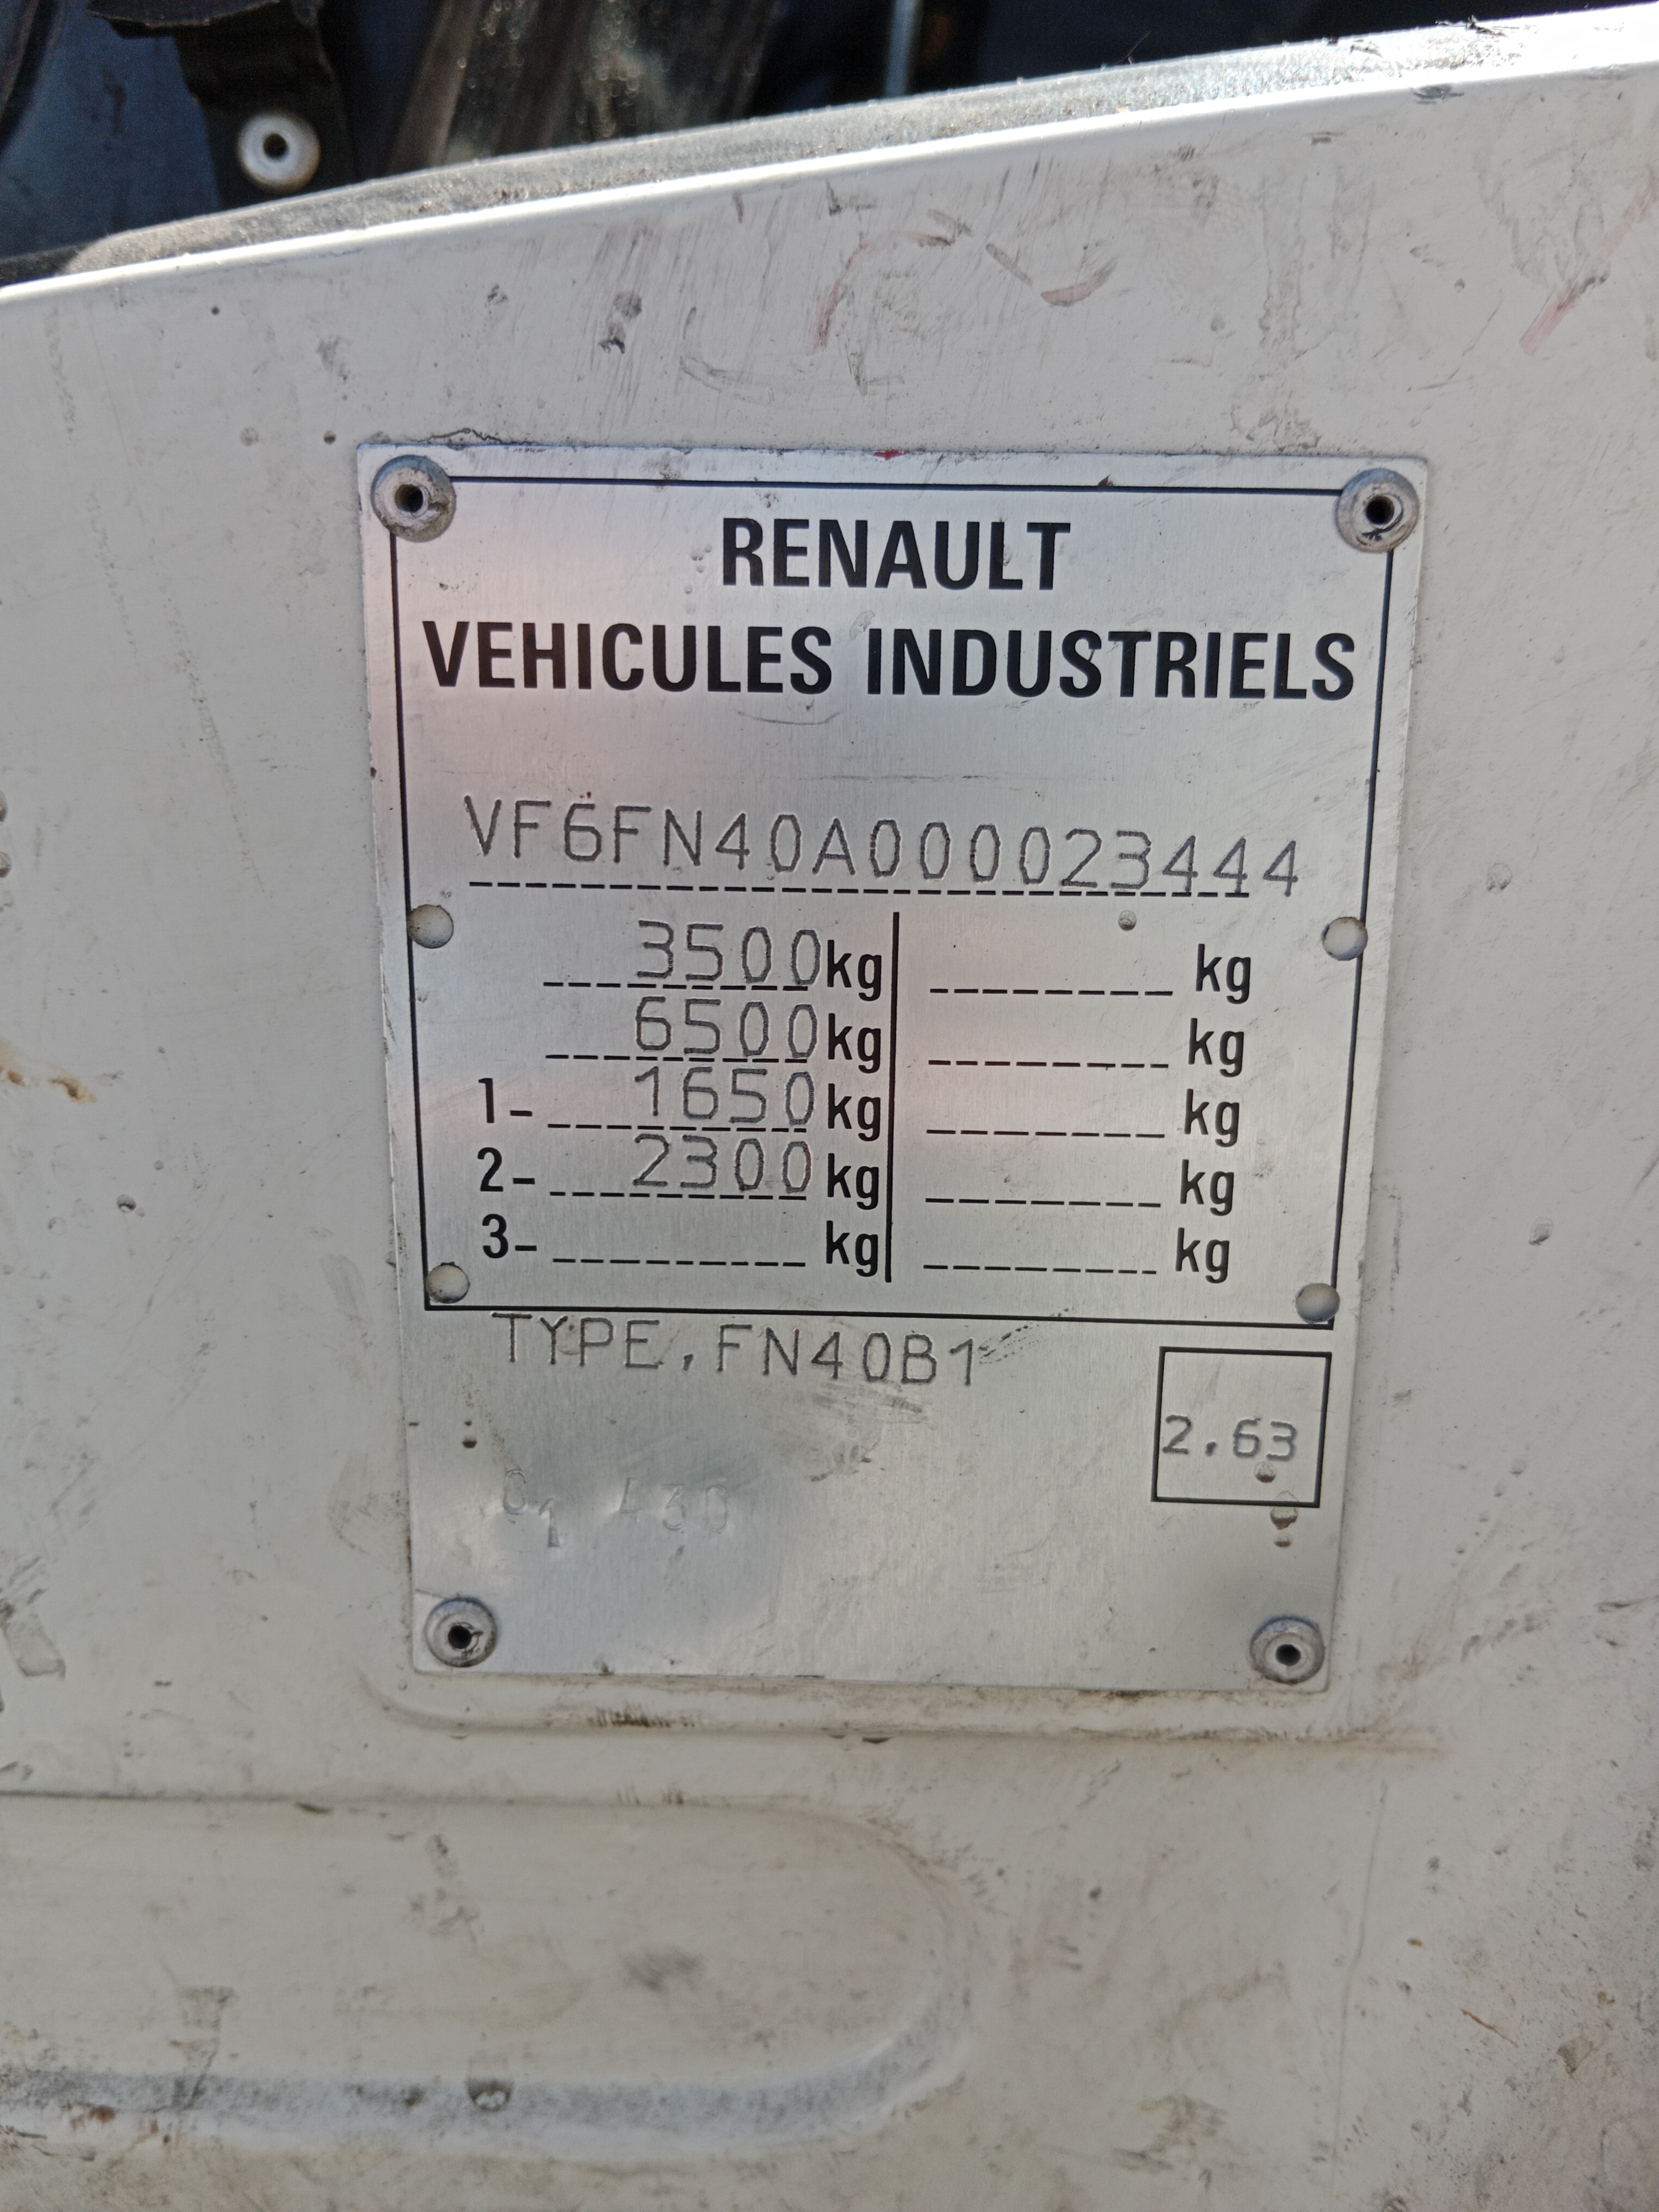 RENAULT
VEHICULES INDUSTRIELS
VF6FN40A000023444
3500kg kg
6500kg kg
1- 1650kg kg
2- 2300kg kg
3- kg kg
TYPE.FN40B1
2.63